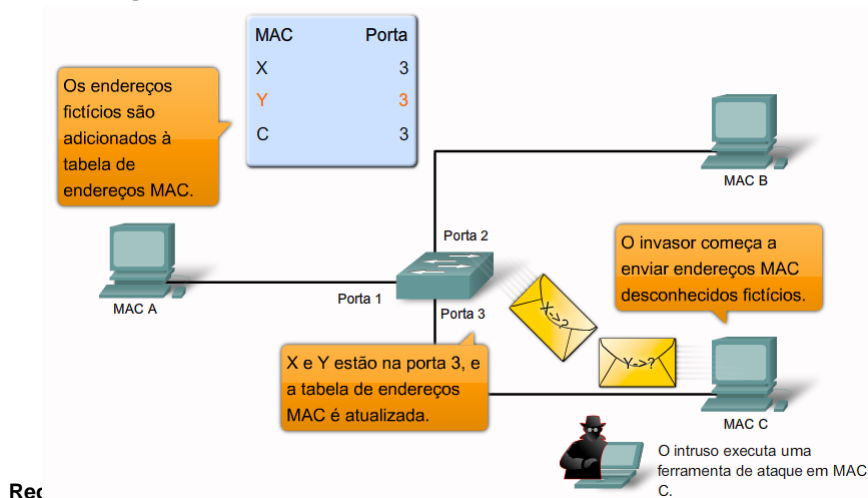 MAC Porta
X 3
Y 3
C 3
Os endereços
fictícios são
adicionados à
tabela de
endereços MAC.
MAC B
Porta 2
O invasor começa a
enviar endereços MAC
desconhecidos fictícios.
MAC A
Porta 1
Porta 3
X->?
Y->?
X e Y estão na porta 3, e
a tabela de endereços
MAC é atualizada.
MAC C
O intruso executa uma
ferramenta de ataque em MAC
C.